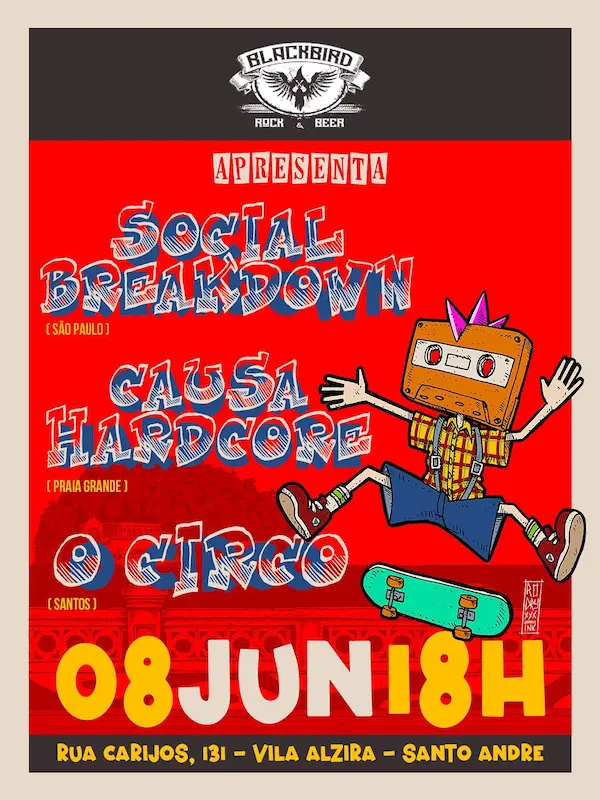 BLACKBIRD
ROCK & BEER
APRESENTA
SOCIAL
BREAKDOWN
( SÃO PAULO )
CAUSA
HARDCORE
( PRAIA GRANDE )
O CIRCO
( SANTOS )
08JUN18H
RUA CARIJOS, 131 – VILA ALZIRA – SANTO ANDRE